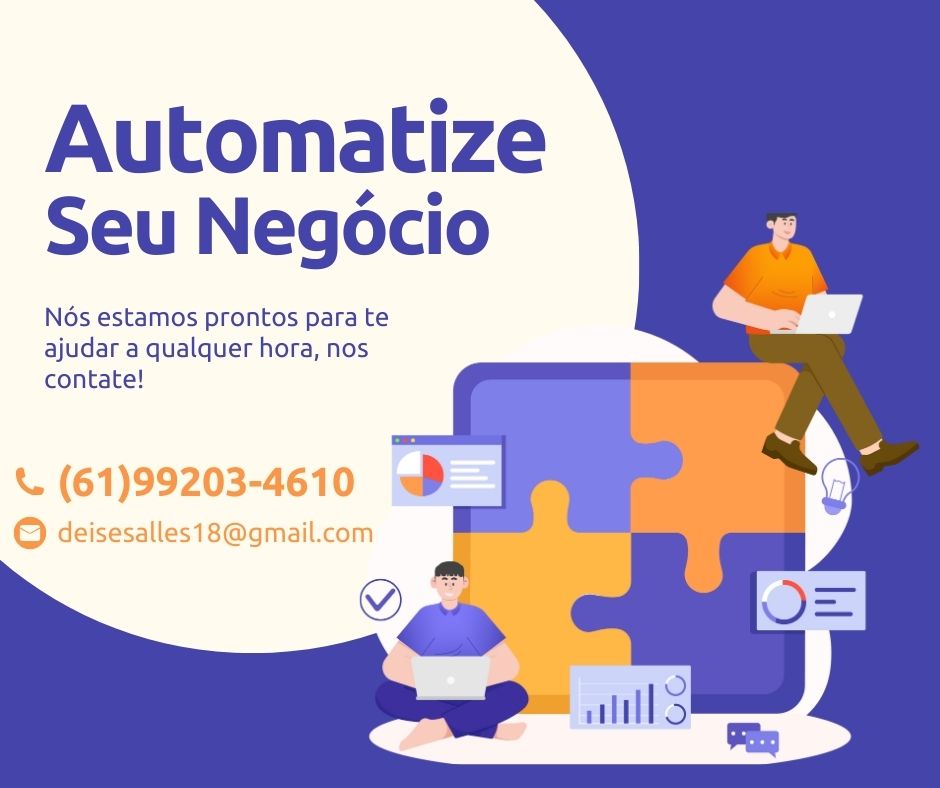 Automatize
Seu Negócio
Nós estamos prontos para te
ajudar a qualquer hora, nos
contate!
(61)99203-4610
deisesalles18@gmail.com